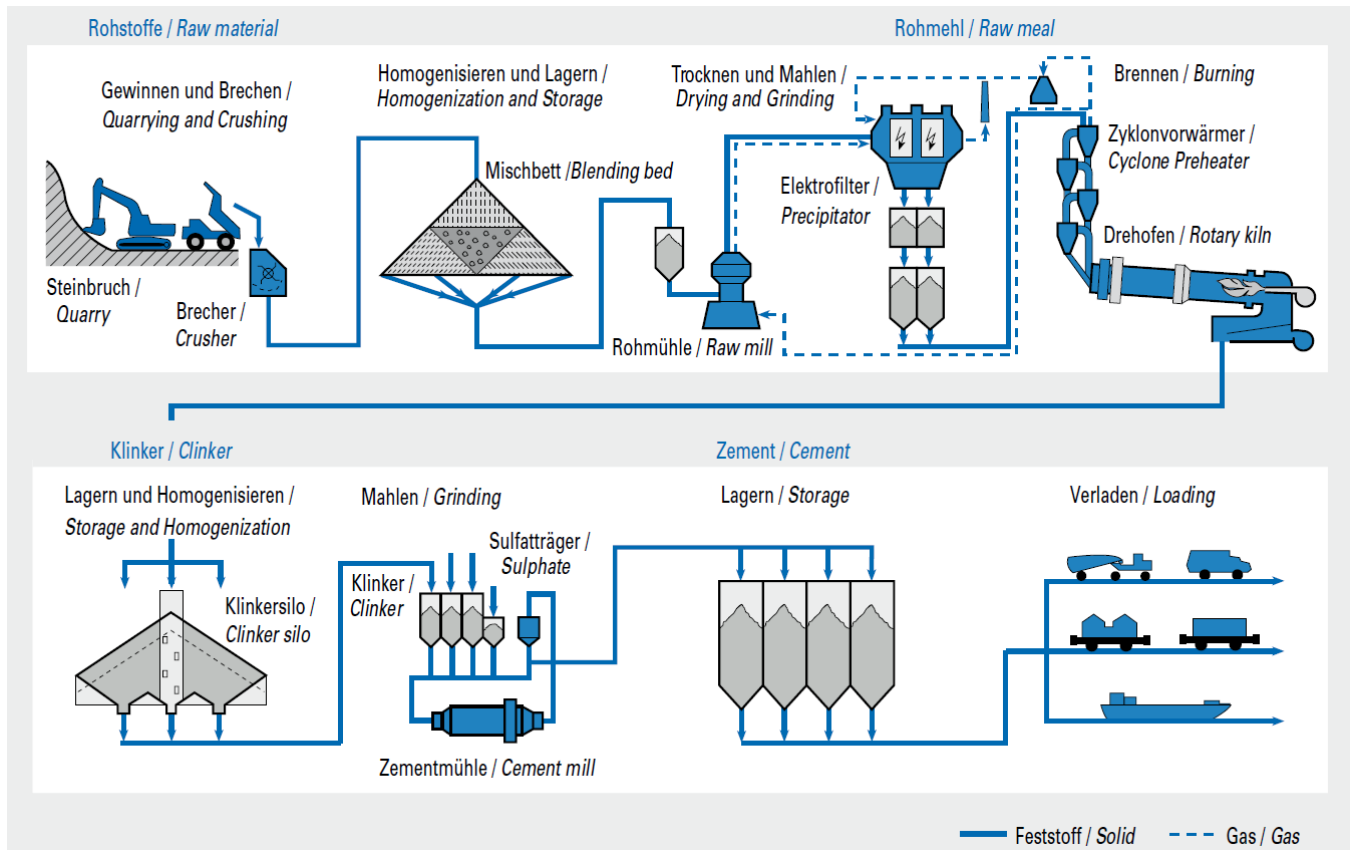 Rohstoffe / Raw material
Rohmehl / Raw meal
Gewinnen und Brechen /
Quarrying and Crushing
Homogenisieren und Lagern /
Homogenization and Storage
Trocknen und Mahlen /
Drying and Grinding
Brennen / Burning
Mischbett / Blending bed
Zyklonvorwärmer /
Cyclone Preheater
Elektrofilter /
Precipitator
Drehofen / Rotary kiln
Steinbruch /
Quarry
Brecher /
Crusher
Rohmühle / Raw mill
Klinker / Clinker
Zement / Cement
Lagern und Homogenisieren /
Storage and Homogenization
Mahlen / Grinding
Lagern / Storage
Verladen / Loading
Sulfatträger /
Sulphate
Klinker /
Clinker
Klinkersilo /
Clinker silo
Zementmühle / Cement mill
Feststoff / Solid
Gas / Gas